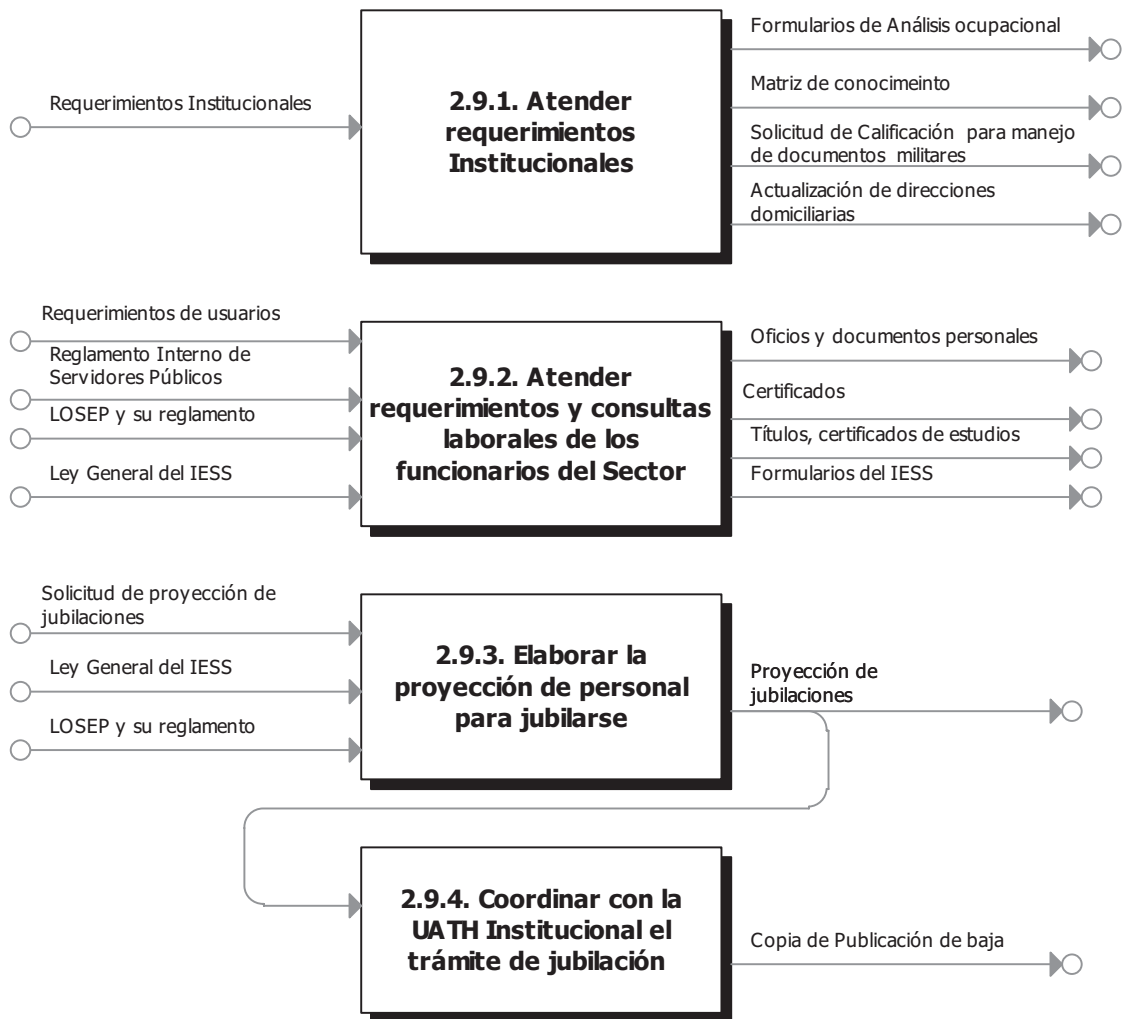 Requerimientos Institucionales
2.9.1. Atender
requerimientos
Institucionales
Formularios de Análisis ocupacional
Matriz de conocimeinto
Solicitud de Calificación para manejo
de documentos militares
Actualización de direcciones
domiciliarias
Requerimientos de usuarios
Reglamento Interno de
Servidores Públicos
LOSEP y su reglamento
Ley General del IESS
2.9.2. Atender
requerimientos y consultas
laborales de los
funcionarios del Sector
Oficios y documentos personales
Certificados
Títulos, certificados de estudios
Formularios del IESS
Solicitud de proyección de
jubilaciones
Ley General del IESS
LOSEP y su reglamento
2.9.3. Elaborar la
proyección de personal
para jubilarse
Proyección de
jubilaciones
2.9.4. Coordinar con la
UATH Institucional el
trámite de jubilación
Copia de Publicación de baja